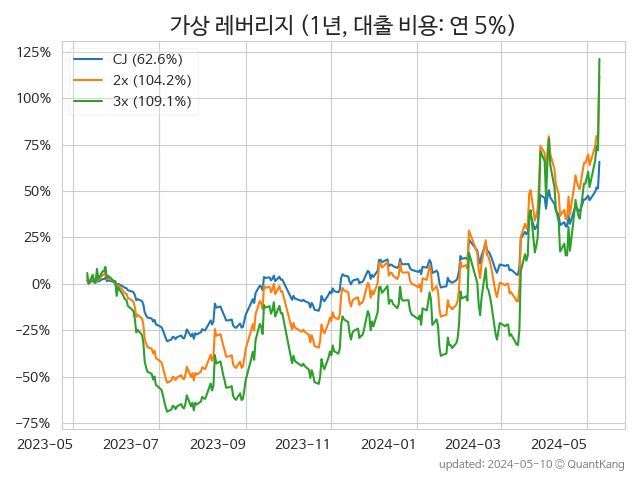 가상 레버리지 (1년, 대출 비용: 연 5%)
125%
100%
75%
50%
25%
0%
−25%
−50%
−75%
CJ (62.6%)
2x (104.2%)
3x (109.1%)
2023-05 2023-07 2023-09 2023-11 2024-01 2024-03 2024-05
updated: 2024-05-10 ⓒ QuantKang